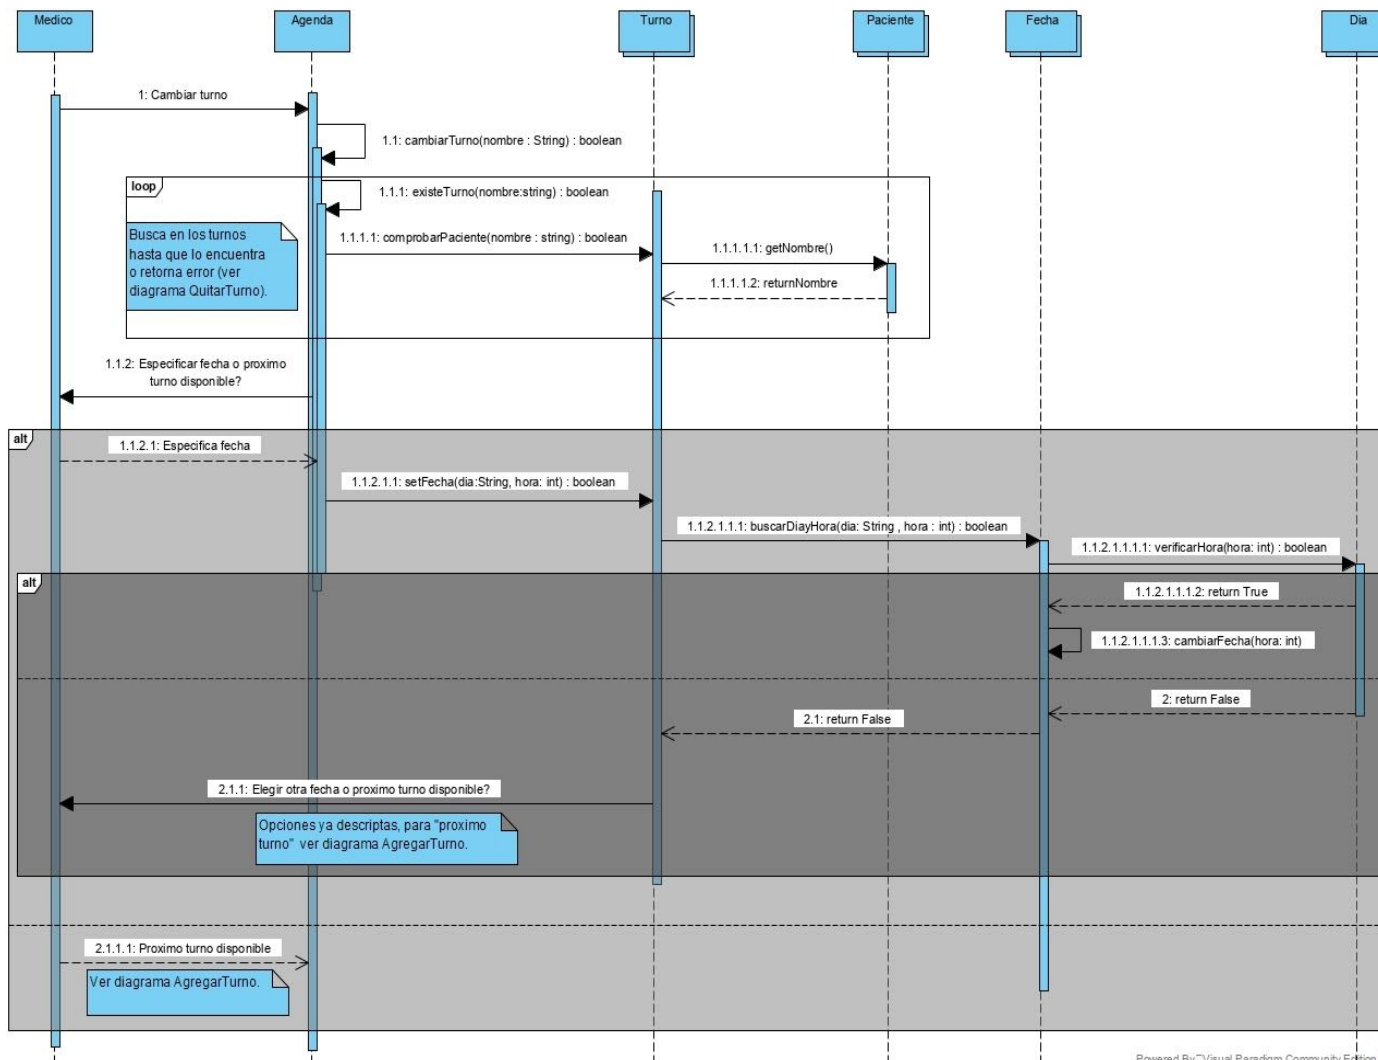 Medico
Agenda
Turno
Paciente
Fecha
Dia
1: Cambiar turno
1.1: cambiarTurno(nombre : String) : boolean
loop
1.1.1: existeTurno(nombre:string) : boolean
Busca en los turnos
hasta que lo encuentra
o retorna error (ver
diagrama QuitarTurno).
1.1.1.1: comprobarPaciente(nombre : string) : boolean
1.1.1.1.1: getNombre()
1.1.1.1.2: returnNombre
1.1.2: Especificar fecha o proximo
turno disponible?
alt
1.1.2.1: Especifica fecha
1.1.2.1.1: setFecha(dia:String, hora: int) : boolean
1.1.2.1.1.1: buscarDiayHora(dia: String , hora : int) : boolean
1.1.2.1.1.1.1: verificarHora(hora: int) : boolean
alt
1.1.2.1.1.1.2: return True
1.1.2.1.1.1.3: cambiarFecha(hora: int)
2: return False
2.1: return False
2.1.1: Elegir otra fecha o proximo turno disponible?
Opciones ya descriptas, para "proximo
turno" ver diagrama AgregarTurno.
2.1.1.1: Proximo turno disponible
Ver diagrama AgregarTurno.
Powered By Visual Paradigm Community Edition